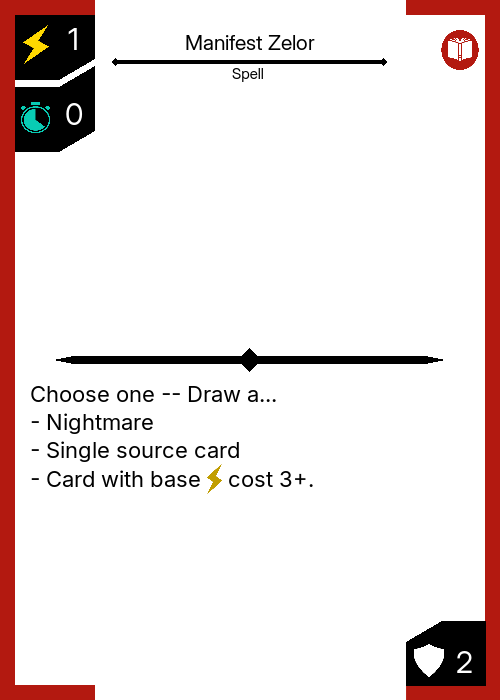 1
Manifest Zelor
Spell
0
Choose one -- Draw a...
- Nightmare
- Single source card
- Card with base cost 3+.
2